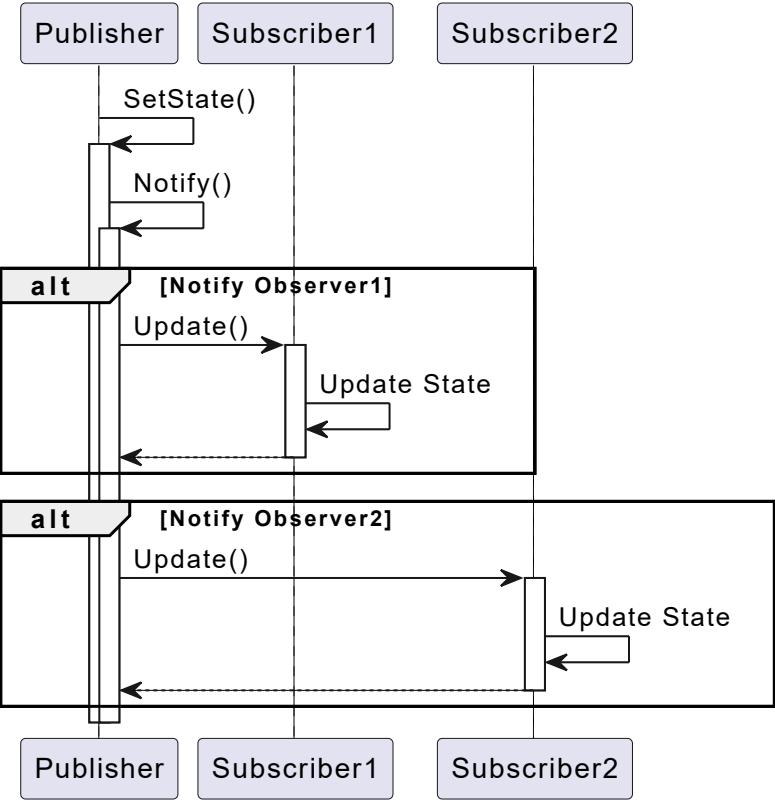 Publisher Subscriber1 Subscriber2
SetState()
Notify()
alt [Notify Observer1]
Update()
Update State
alt [Notify Observer2]
Update()
Update State
Publisher Subscriber1 Subscriber2